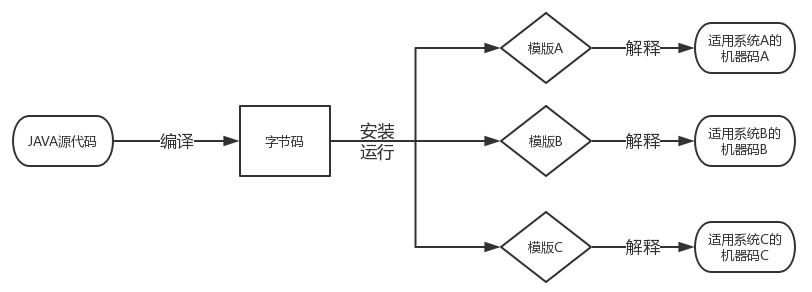 JAVA源代码
编译
字节码
安装
运行
模版A
解释
适用系统A的
机器码A
模版B
解释
适用系统B的
机器码B
模版C
解释
适用系统C的
机器码C